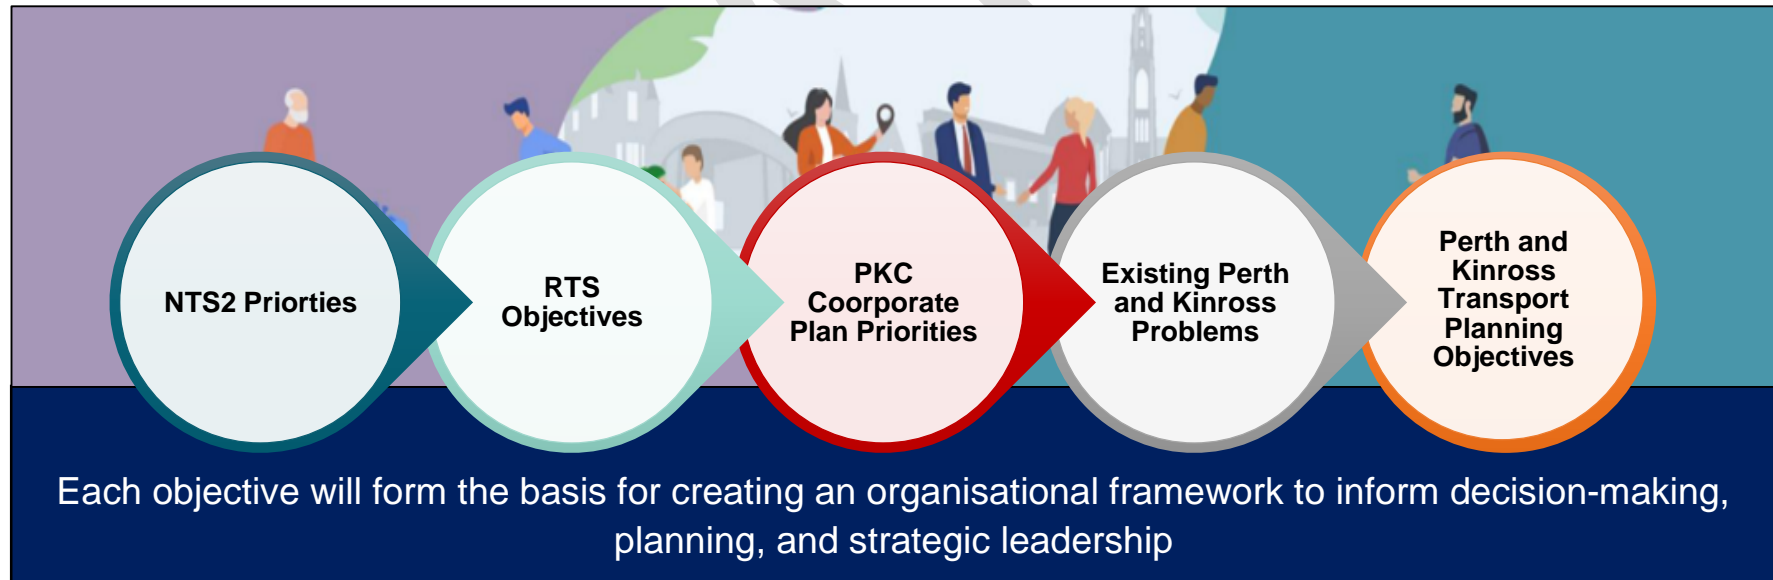 NTS2 Priorties
RTS
Objectives
PKC
Coorporate
Plan Priorities
Existing Perth
and Kinross
Problems
Perth and
Kinross
Transport
Planning
Objectives
Each objective will form the basis for creating an organisational framework to inform decision-making,
planning, and strategic leadership